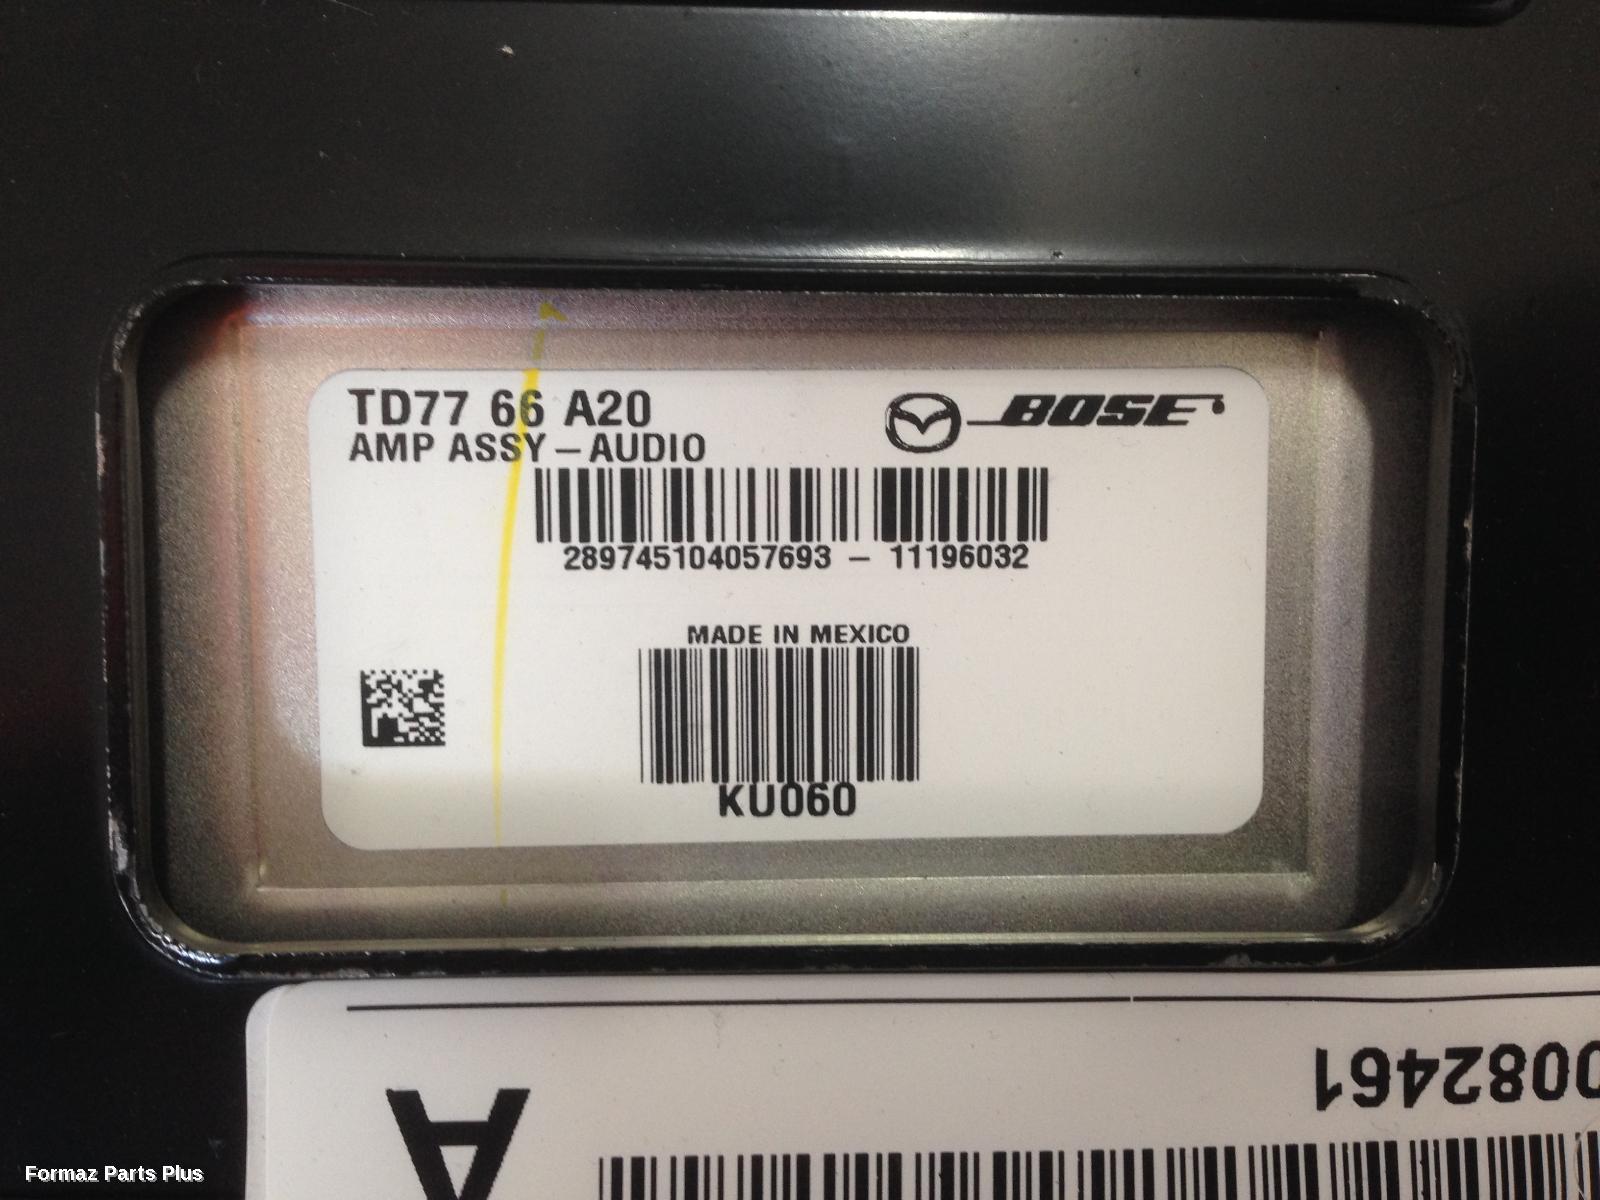 TD77 66 A20
AMP ASSY – AUDIO
BOSE
289745104057693 – 11196032
MADE IN MEXICO
KU060
0082461
A
Formaz Parts Plus